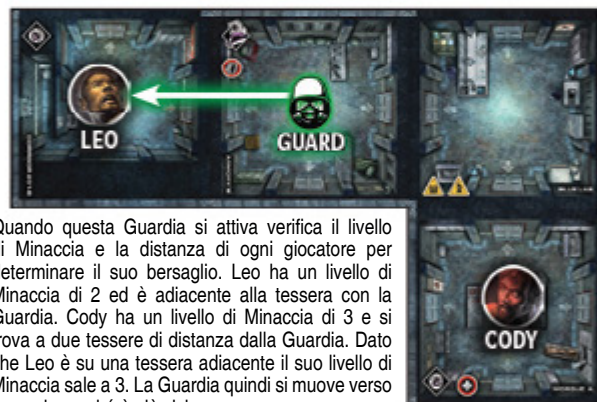 LEO
GUARD
BLUE LAB
CODY
MORGUE A
Quando questa Guardia si attiva verifica il livello
di Minaccia e la distanza di ogni giocatore per
determinare il suo bersaglio. Leo ha un livello di
Minaccia di 2 ed è adiacente alla tessera con la
Guardia. Cody ha un livello di Minaccia di 3 e si
trova a due tessere di distanza dalla Guardia. Dato
che Leo è su una tessera adiacente il suo livello di
Minaccia sale a 3. La Guardia quindi si muove verso